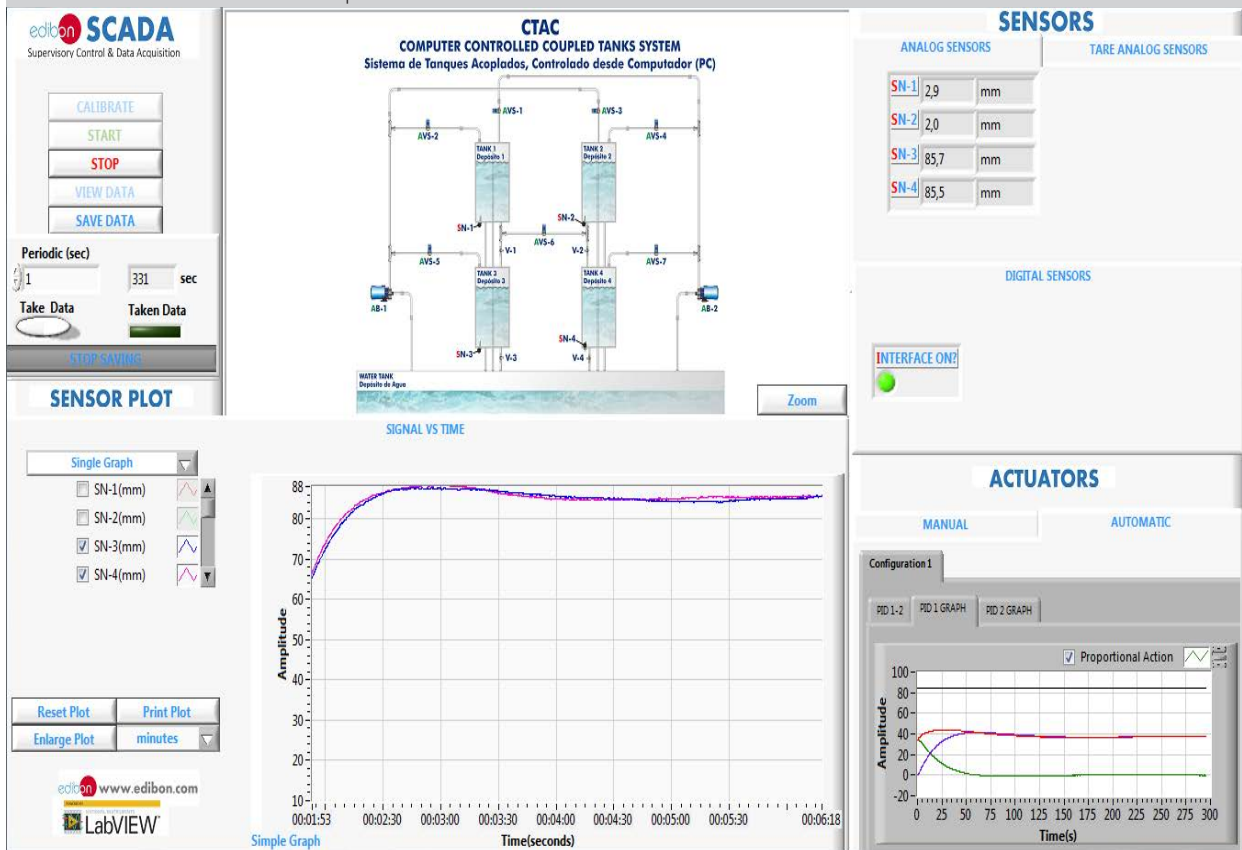 edibon SCADA
Supervisory Control & Data Acquisition
CALIBRATE
START
STOP
VIEW DATA
SAVE DATA
Periodic (sec)
1
331 sec
Take Data
Taken Data
STOP SAVING
CTAC
COMPUTER CONTROLLED COUPLED TANKS SYSTEM
Sistema de Tanques Acoplados, Controlado desde Computador (PC)
AVS-1
AVS-3
AVS-2
AVS-4
TANK 1
Depósito 1
TANK 2
Depósito 2
SN-1
SN-2
AVS-6
V-1
V-2
AVS-5
AVS-7
TANK 3
Depósito 3
TANK 4
Depósito 4
AB-1
AB-2
SN-3
SN-4
V-3
V-4
WATER TANK
Depósito de Agua
Zoom
SENSORS
ANALOG SENSORS
TARE ANALOG SENSORS
SN-1 2,9 mm
SN-2 2,0 mm
SN-3 85,7 mm
SN-4 85,5 mm
DIGITAL SENSORS
INTERFACE ON?
SENSOR PLOT
Single Graph
SN-1(mm)
SN-2(mm)
SN-3(mm)
SN-4(mm)
Reset Plot
Print Plot
Enlarge Plot
minutes
edibon www.edibon.com
LabVIEW
SIGNAL VS TIME
Amplitude
88
80
70
60
50
40
30
20
10
00:01:53
00:02:30
00:03:00
00:03:30
00:04:00
00:04:30
00:05:00
00:05:30
00:06:18
Time(seconds)
Simple Graph
ACTUATORS
MANUAL
AUTOMATIC
Configuration 1
PID 1-2
PID 1 GRAPH
PID 2 GRAPH
Proportional Action
Amplitude
100
80
60
40
20
0
-20
0 25 50 75 100 125 150 175 200 225 250 275 300
Time(s)